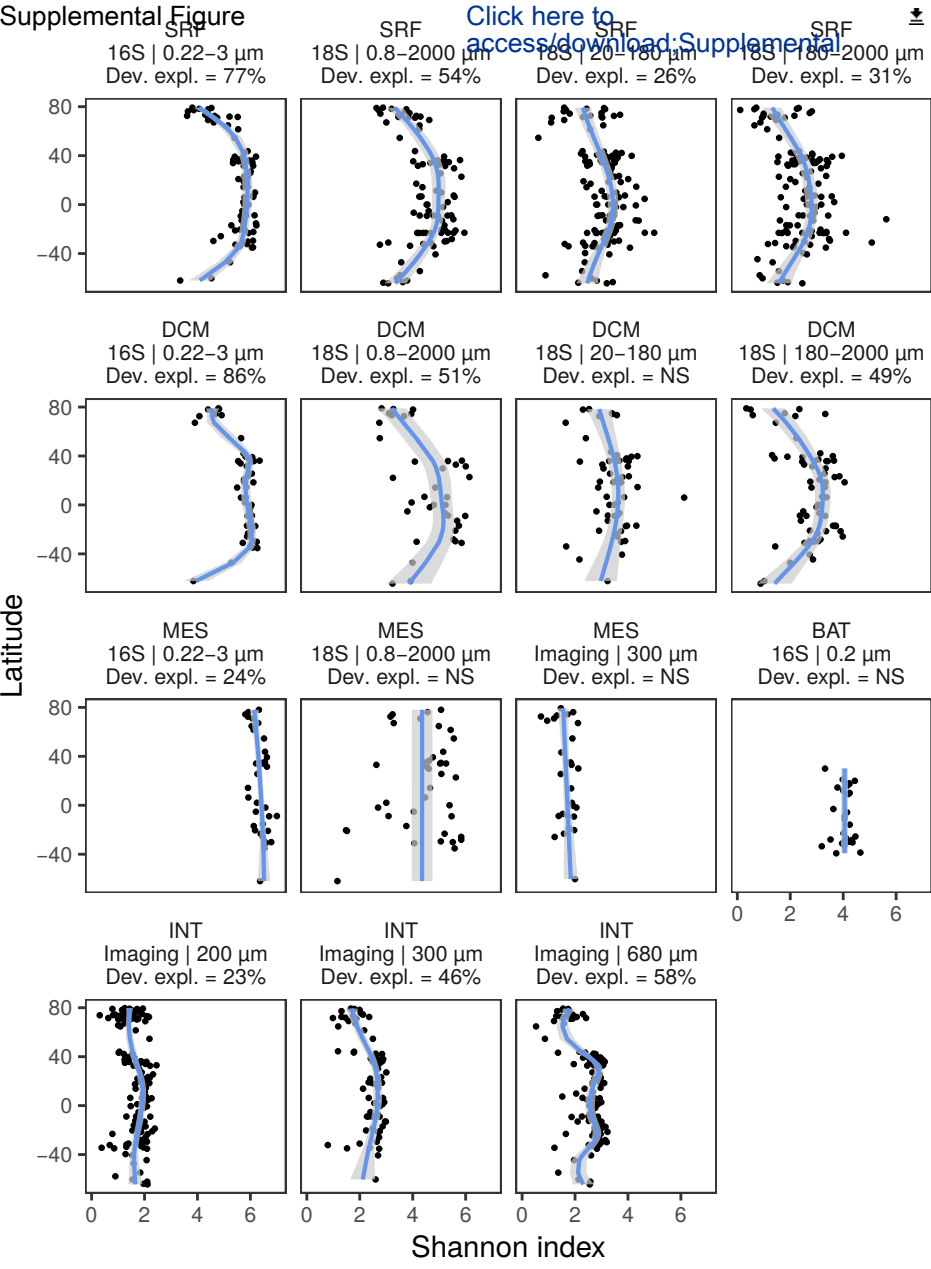 Supplemental Figure
Click here to
access/download;Supplemental
SRF
16S | 0.22−3 µm
Dev. expl. = 77%
SRF
18S | 0.8−2000 µm
Dev. expl. = 54%
SRF
18S | 20−180 µm
Dev. expl. = 26%
SRF
18S | 180−2000 µm
Dev. expl. = 31%
80
40
0
−40
DCM
16S | 0.22−3 µm
Dev. expl. = 86%
DCM
18S | 0.8−2000 µm
Dev. expl. = 51%
DCM
18S | 20−180 µm
Dev. expl. = NS
DCM
18S | 180−2000 µm
Dev. expl. = 49%
80
40
0
−40
Latitude
MES
16S | 0.22−3 µm
Dev. expl. = 24%
MES
18S | 0.8−2000 µm
Dev. expl. = NS
MES
Imaging | 300 µm
Dev. expl. = NS
BAT
16S | 0.2 µm
Dev. expl. = NS
80
40
0
−40
0 2 4 6
INT
Imaging | 200 µm
Dev. expl. = 23%
INT
Imaging | 300 µm
Dev. expl. = 46%
INT
Imaging | 680 µm
Dev. expl. = 58%
80
40
0
−40
0 2 4 6
0 2 4 6
0 2 4 6
Shannon index